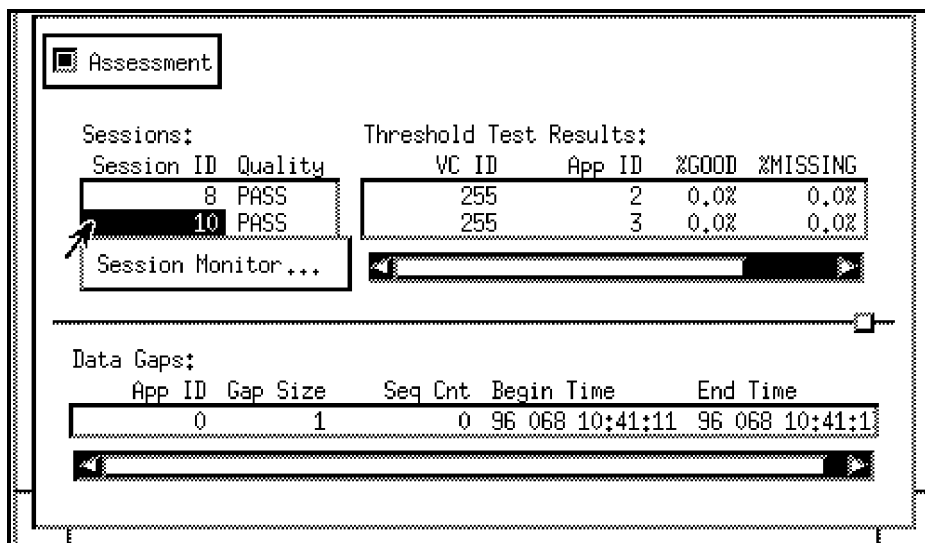 Assessment
Sessions: Threshold Test Results:
Session ID Quality VC ID App ID %GOOD %MISSING
8 PASS 255 2 0.0% 0.0%
10 PASS 255 3 0.0% 0.0%
Session Monitor...
Data Gaps:
App ID Gap Size Seq Cnt Begin Time End Time
0 1 0 96 068 10:41:11 96 068 10:41:1